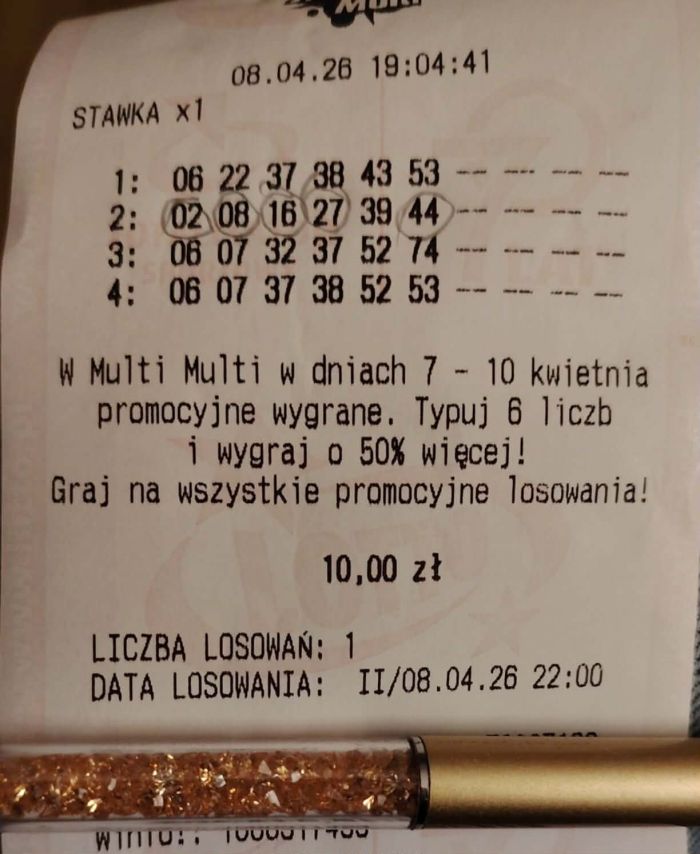 Multi
08.04.26 19:04:41
STAWKA x1
1: 06 22 37 38 43 53 -- -- -- --
2: 02 08 16 27 39 44 -- -- -- --
3: 06 07 32 37 52 74 -- -- -- --
4: 06 07 37 38 52 53 -- -- -- --
W Multi Multi w dniach 7 - 10 kwietnia
promocyjne wygrane. Typuj 6 liczb
i wygraj o 50% więcej!
Graj na wszystkie promocyjne losowania!
10,00 zł
LICZBA LOSOWAŃ: 1
DATA LOSOWANIA: II/08.04.26 22:00